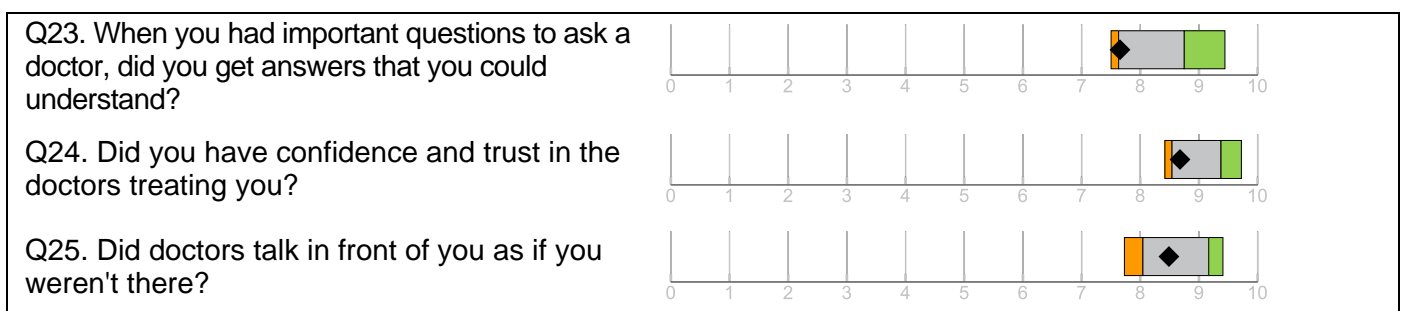 Q23. When you had important questions to ask a
doctor, did you get answers that you could
understand?
0 1 2 3 4 5 6 7 8 9 10
Q24. Did you have confidence and trust in the
doctors treating you?
0 1 2 3 4 5 6 7 8 9 10
Q25. Did doctors talk in front of you as if you
weren't there?
0 1 2 3 4 5 6 7 8 9 10